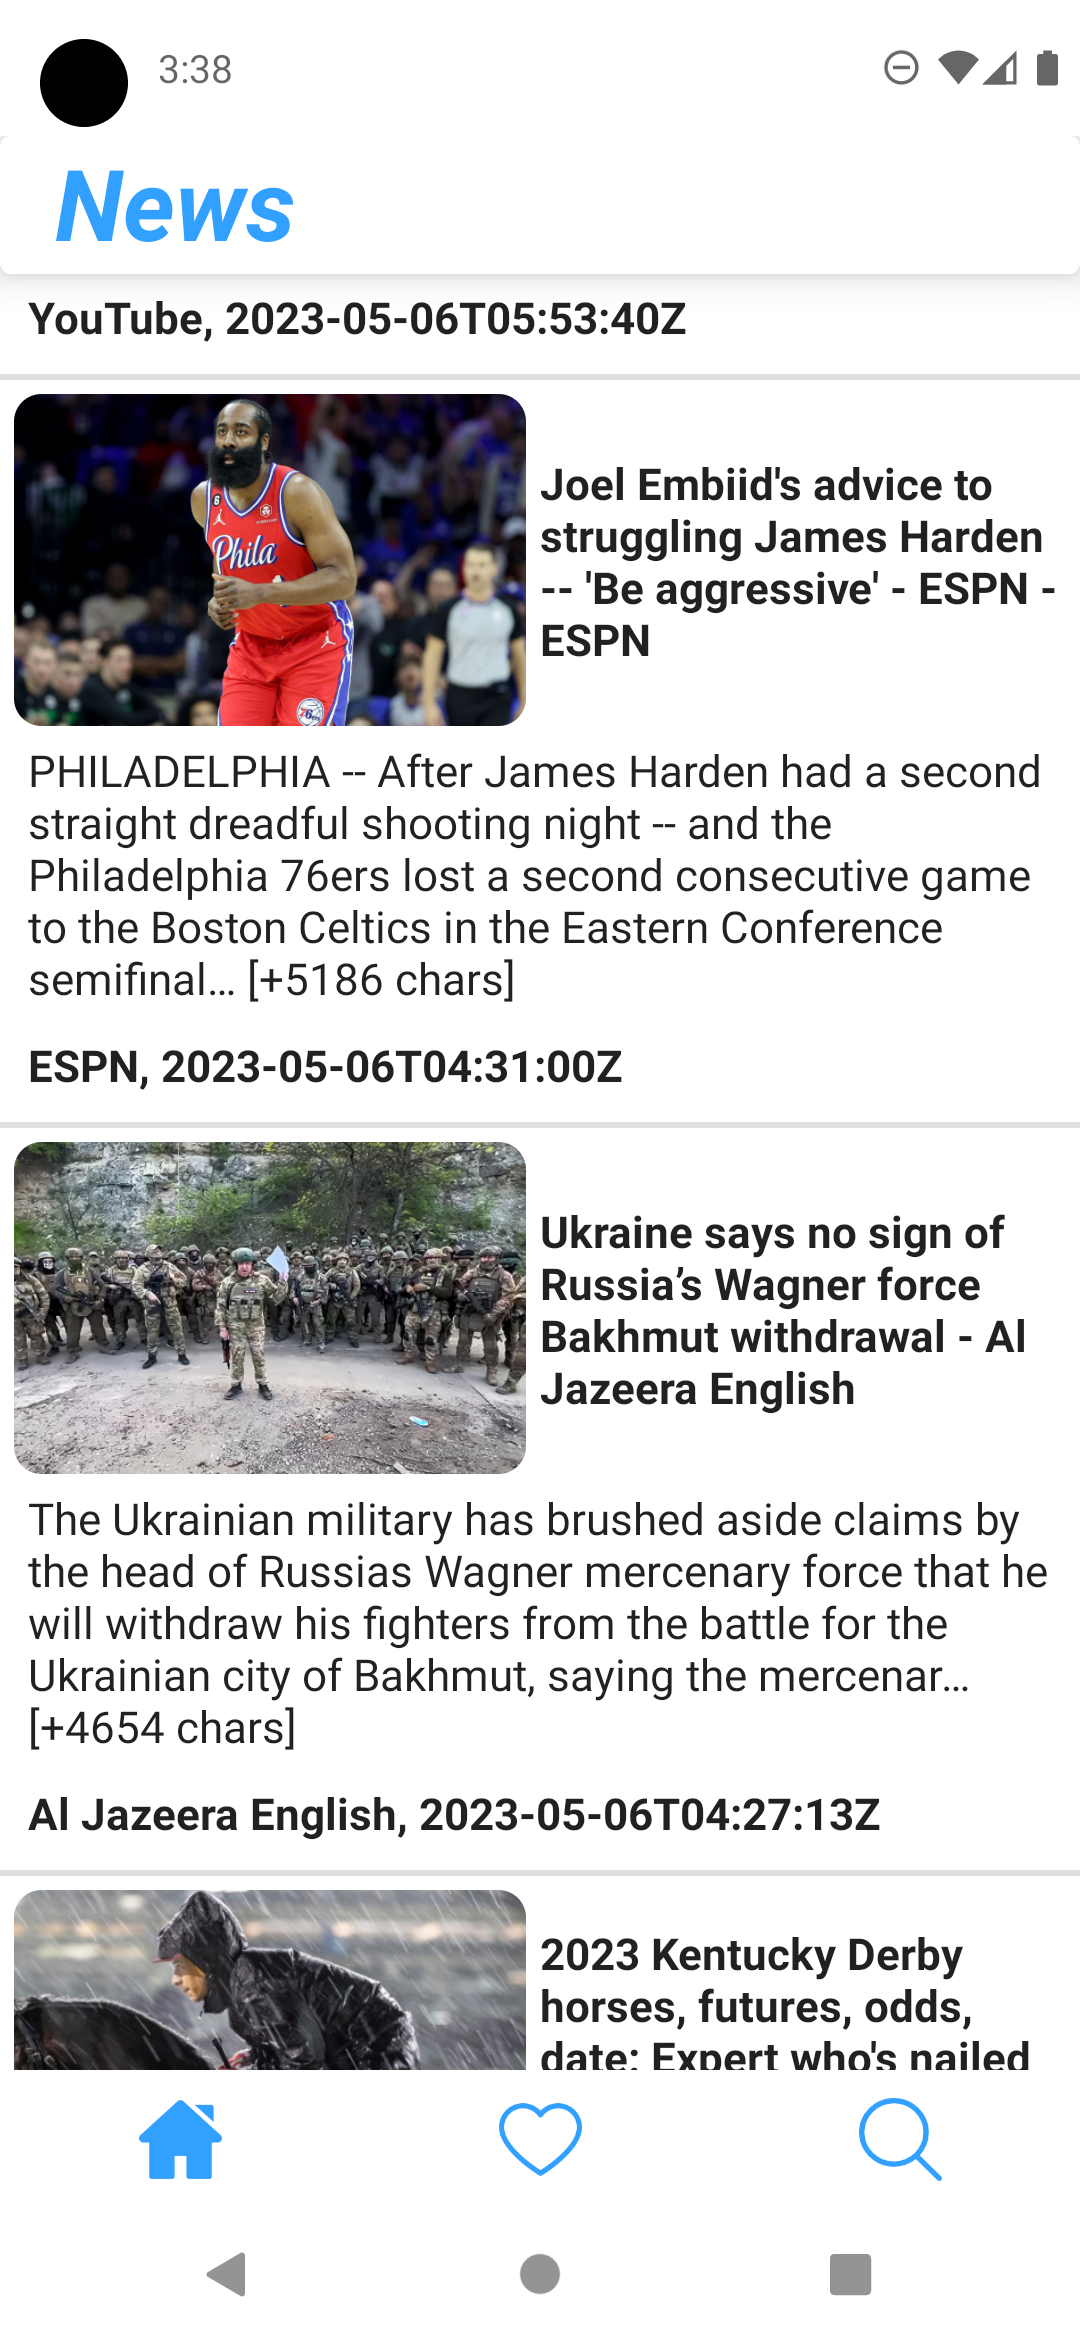 3:38
News
YouTube, 2023-05-06T05:53:40Z
6
Phila
76ers
Joel Embiid's advice to
struggling James Harden
-- 'Be aggressive' - ESPN -
ESPN
PHILADELPHIA -- After James Harden had a second
straight dreadful shooting night -- and the
Philadelphia 76ers lost a second consecutive game
to the Boston Celtics in the Eastern Conference
semifinal… [+5186 chars]
ESPN, 2023-05-06T04:31:00Z
Ukraine says no sign of
Russia’s Wagner force
Bakhmut withdrawal - Al
Jazeera English
The Ukrainian military has brushed aside claims by
the head of Russias Wagner mercenary force that he
will withdraw his fighters from the battle for the
Ukrainian city of Bakhmut, saying the mercenar…
[+4654 chars]
Al Jazeera English, 2023-05-06T04:27:13Z
2023 Kentucky Derby
horses, futures, odds,
date: Expert who's nailed